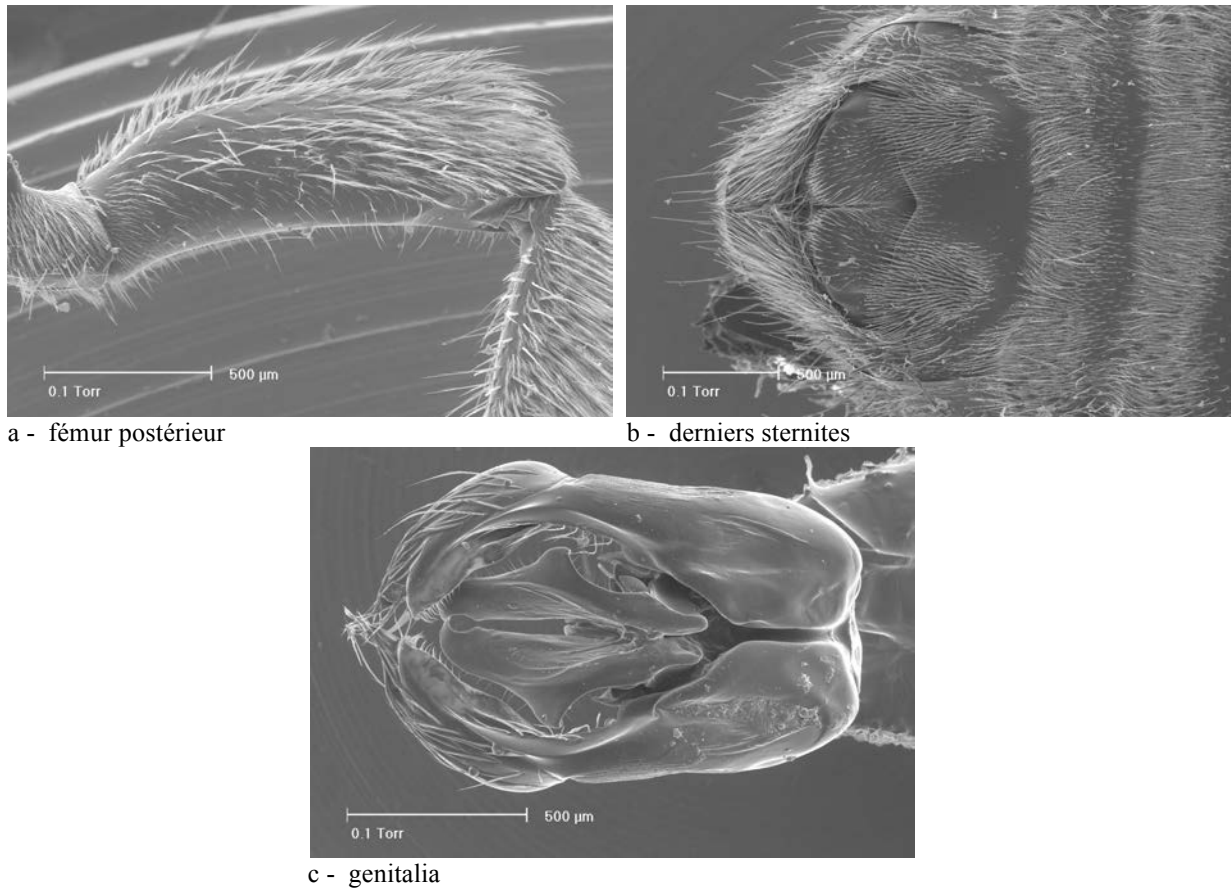 0.1 Torr 500 µm
0.1 Torr 500 µm
a - fémur postérieur
b - derniers sternites
0.1 Torr 500 µm
c - genitalia